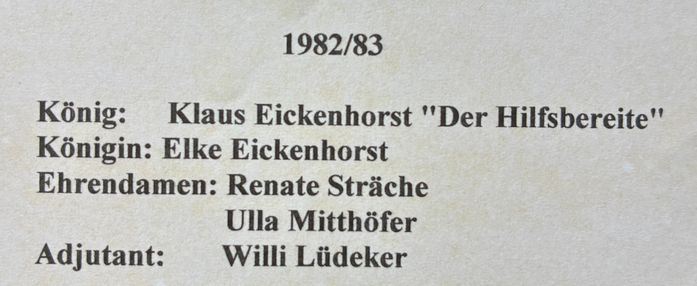 1982/83
König: Klaus Eickenhorst "Der Hilfsbereite"
Königin: Elke Eickenhorst
Ehrendamen: Renate Sträche
Ulla Mitthöfer
Adjutant: Willi Lüdeker